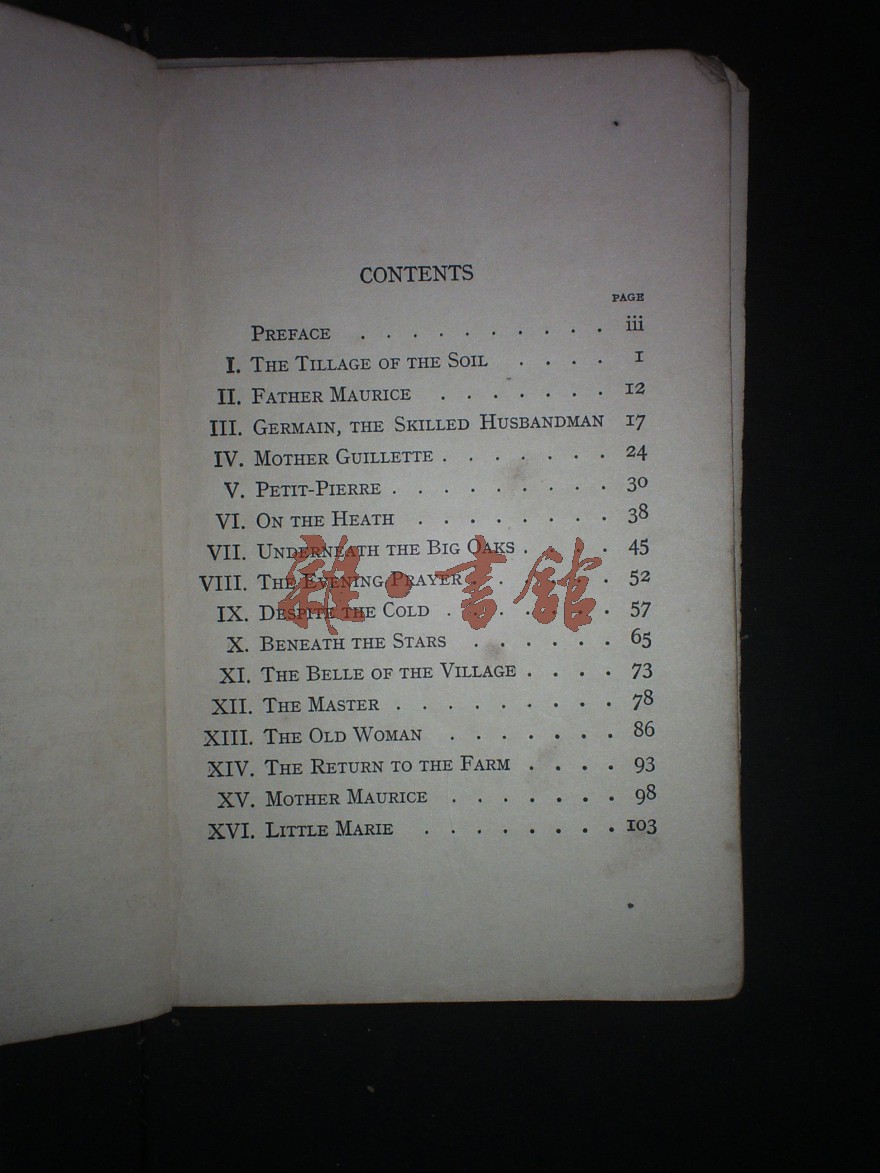 CONTENTS
PAGE
PREFACE . . . . . . . . . . iii
I. THE TILLAGE OF THE SOIL . . . . 1
II. FATHER MAURICE . . . . . . . 12
III. GERMAIN, THE SKILLED HUSBANDMAN 17
IV. MOTHER GUILLETTE . . . . . . . 24
V. PETIT-PIERRE . . . . . . . . . 30
VI. ON THE HEATH . . . . . . . . 38
VII. UNDERNEATH THE BIG OAKS . . . . 45
VIII. THE EVENING PRAYER . . . . . . 52
IX. DESPITE THE COLD . . . . . . . 57
X. BENEATH THE STARS . . . . . . 65
XI. THE BELLE OF THE VILLAGE . . . . 73
XII. THE MASTER . . . . . . . . . 78
XIII. THE OLD WOMAN . . . . . . . 86
XIV. THE RETURN TO THE FARM . . . . 93
XV. MOTHER MAURICE . . . . . . . 98
XVI. LITTLE MARIE . . . . . . . . 103
雜·書館